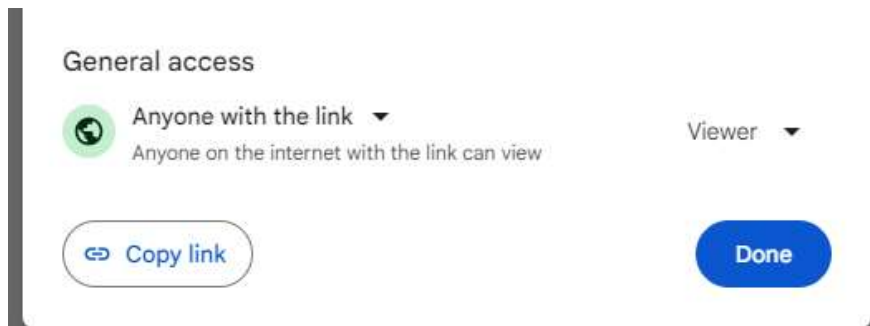 General access
Anyone with the link
Viewer
Anyone on the internet with the link can view
Copy link
Done